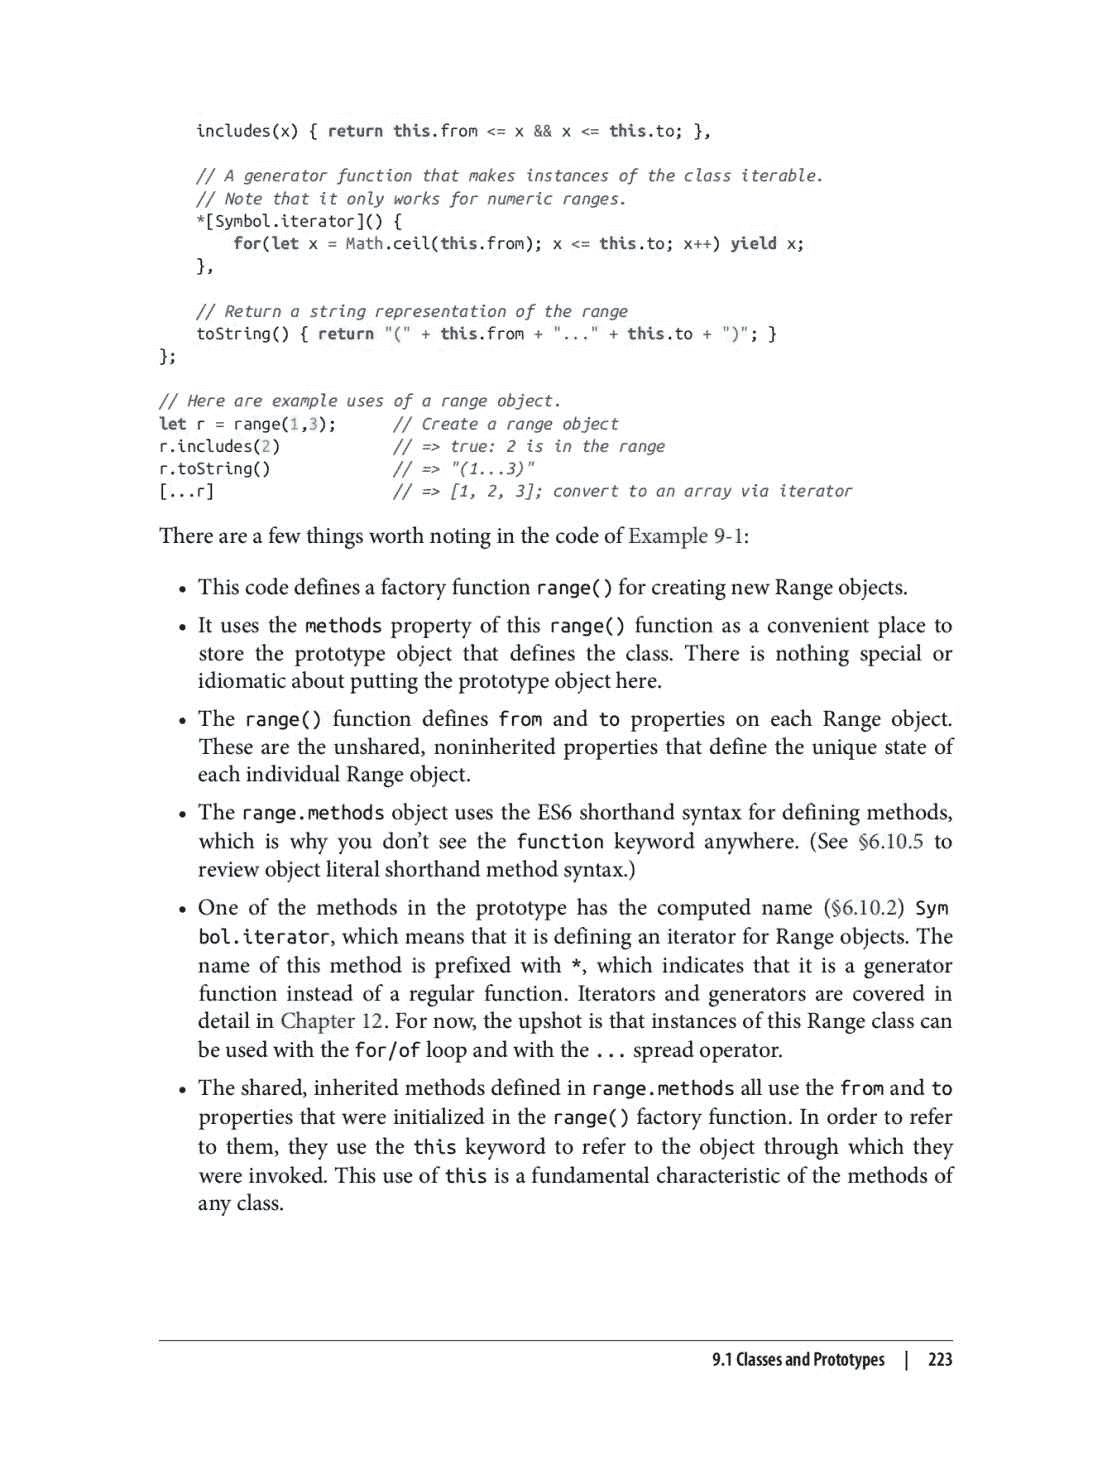 includes(x) { return this.from <= x && x <= this.to; },
// A generator function that makes instances of the class iterable.
// Note that it only works for numeric ranges.
*[Symbol.iterator]() {
for(let x = Math.ceil(this.from); x <= this.to; x++) yield x;
},
// Return a string representation of the range
toString() { return "(" + this.from + "..." + this.to + ")"; }
};
// Here are example uses of a range object.
let r = range(1,3); // Create a range object
r.includes(2) // => true: 2 is in the range
r.toString() // => "(1...3)"
[...r] // => [1, 2, 3]; convert to an array via iterator
There are a few things worth noting in the code of Example 9-1:
• This code defines a factory function range() for creating new Range objects.
• It uses the methods property of this range() function as a convenient place to
store the prototype object that defines the class. There is nothing special or
idiomatic about putting the prototype object here.
• The range() function defines from and to properties on each Range object.
These are the unshared, noninherited properties that define the unique state of
each individual Range object.
• The range.methods object uses the ES6 shorthand syntax for defining methods,
which is why you don’t see the function keyword anywhere. (See §6.10.5 to
review object literal shorthand method syntax.)
• One of the methods in the prototype has the computed name (§6.10.2) Sym
bol.iterator, which means that it is defining an iterator for Range objects. The
name of this method is prefixed with *, which indicates that it is a generator
function instead of a regular function. Iterators and generators are covered in
detail in Chapter 12. For now, the upshot is that instances of this Range class can
be used with the for/of loop and with the ... spread operator.
• The shared, inherited methods defined in range.methods all use the from and to
properties that were initialized in the range() factory function. In order to refer
to them, they use the this keyword to refer to the object through which they
were invoked. This use of this is a fundamental characteristic of the methods of
any class.
9.1 Classes and Prototypes | 223